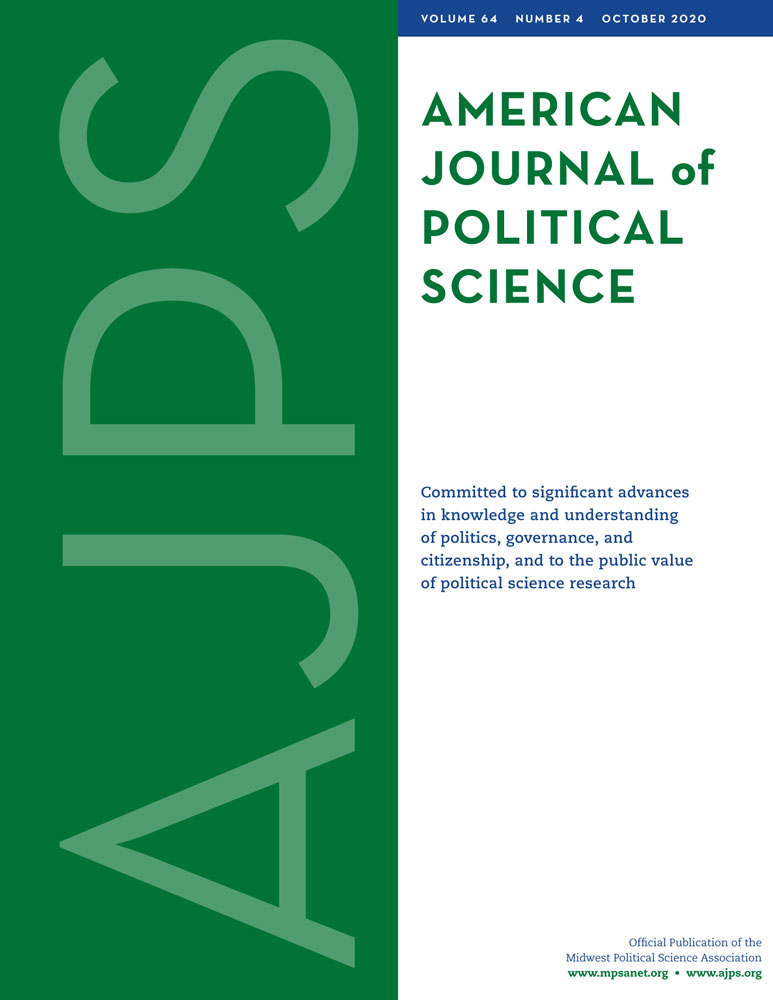 VOLUME 64 NUMBER 4 OCTOBER 2020
AMERICAN
JOURNAL of
POLITICAL
SCIENCE
AJPS
Committed to significant advances
in knowledge and understanding
of politics, governance, and
citizenship, and to the public value
of political science research
Official Publication of the
Midwest Political Science Association
www.mpsanet.org • www.ajps.org